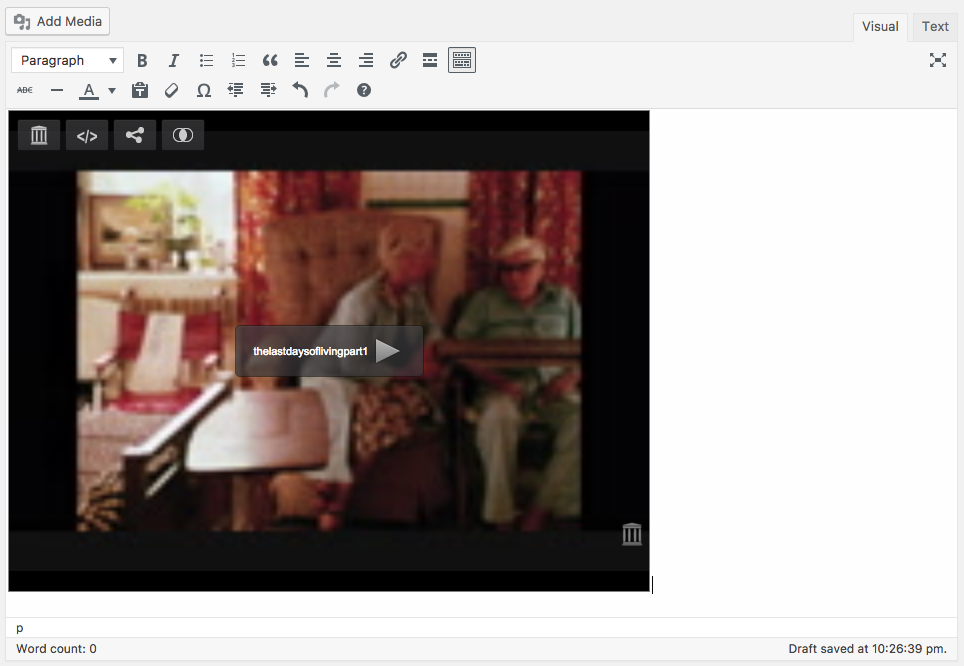 Add Media
Visual
Text
Paragraph
B
I
ABC
A
T
Ω
?
</>
thelastdaysoflivingpart1
p
Word count: 0
Draft saved at 10:26:39 pm.